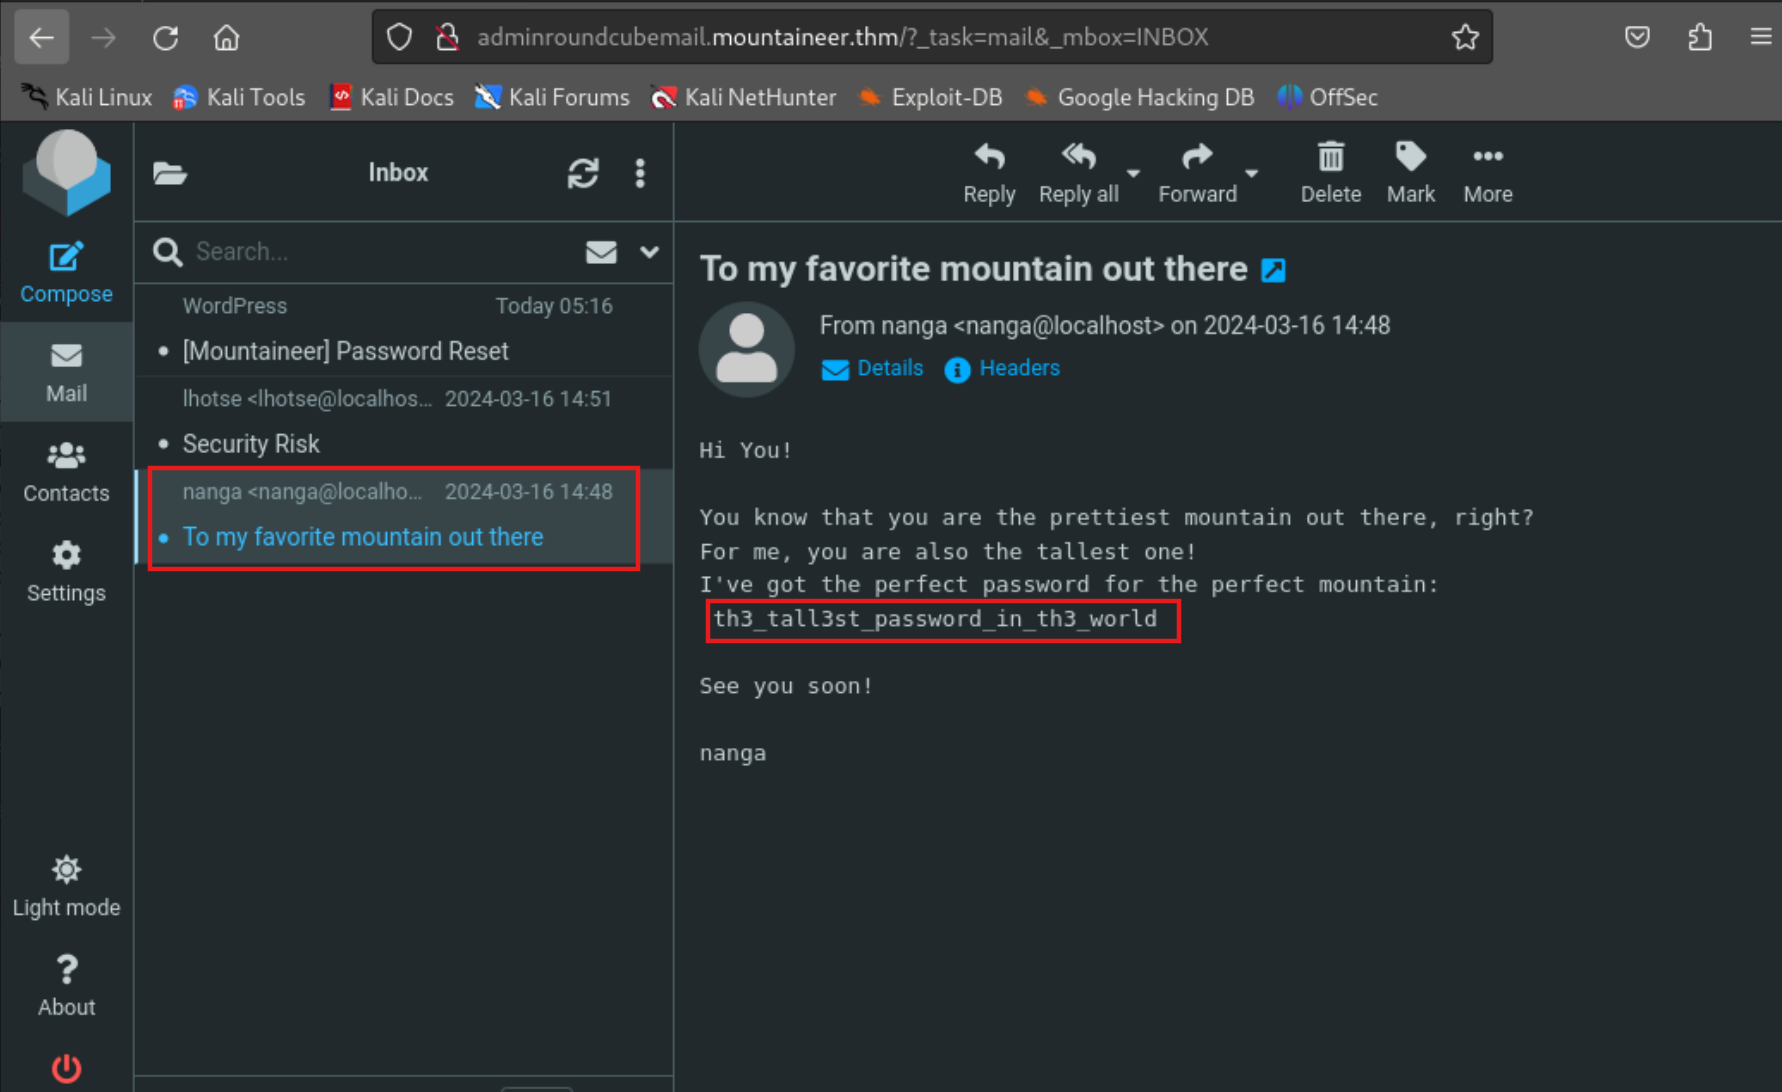 adminroundcubemail.mountaineer.thm/?_task=mail&_mbox=INBOX
Kali Linux Kali Tools Kali Docs Kali Forums Kali NetHunter Exploit-DB Google Hacking DB OffSec
Inbox
Reply Reply all Forward Delete Mark More
Search...
Compose
Mail
Contacts
Settings
Light mode
About
WordPress Today 05:16
[Mountaineer] Password Reset
lhotse <lhotse@localhos... 2024-03-16 14:51
Security Risk
nanga <nanga@localho... 2024-03-16 14:48
To my favorite mountain out there
To my favorite mountain out there
From nanga <nanga@localhost> on 2024-03-16 14:48
Details Headers
Hi You!
You know that you are the prettiest mountain out there, right?
For me, you are also the tallest one!
I've got the perfect password for the perfect mountain:
th3_tall3st_password_in_th3_world
See you soon!
nanga